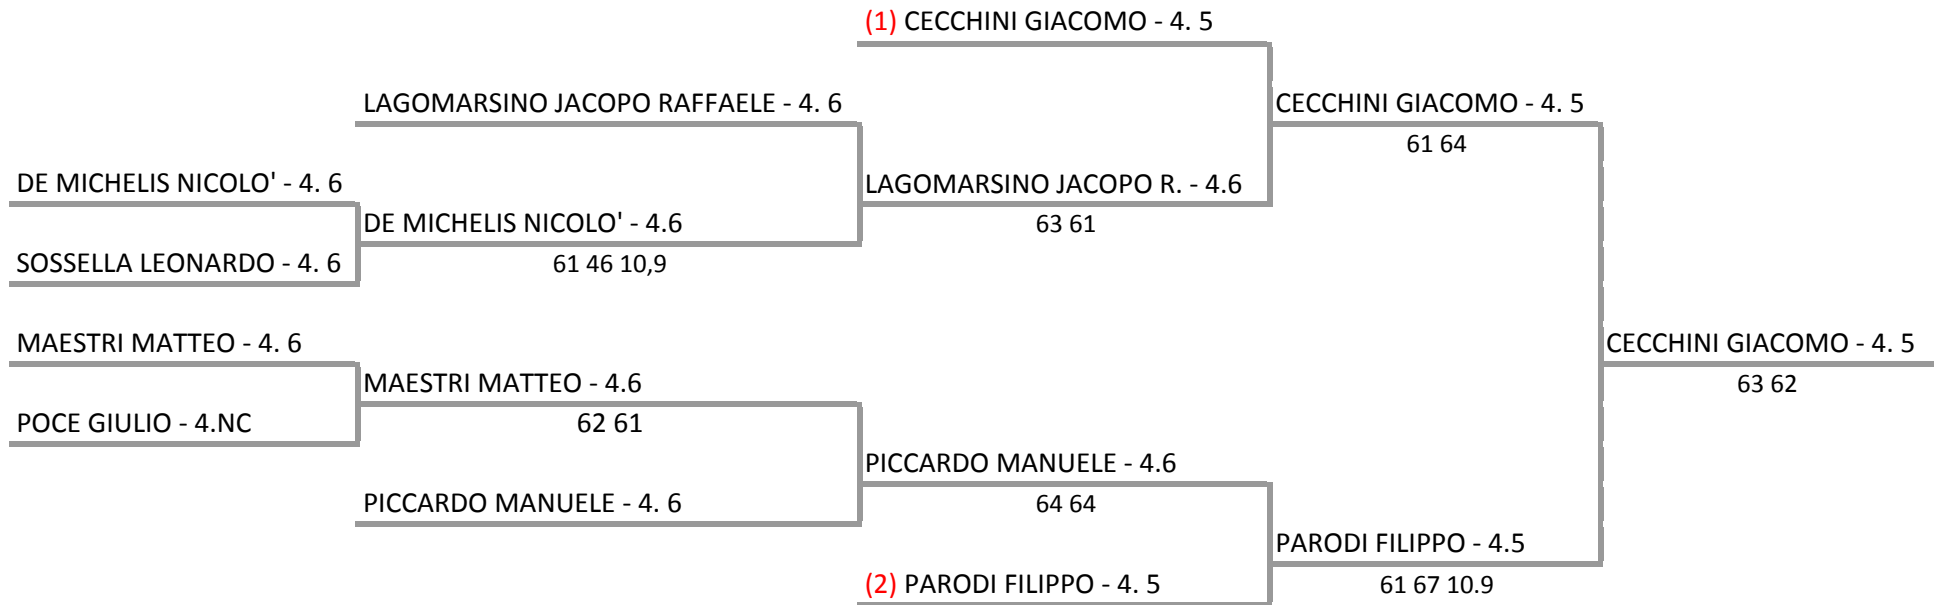 (1) CECCHINI GIACOMO - 4. 5
LAGOMARSINO JACOPO RAFFAELE - 4. 6
CECCHINI GIACOMO - 4. 5
61 64
DE MICHELIS NICOLO' - 4. 6
LAGOMARSINO JACOPO R. - 4.6
63 61
DE MICHELIS NICOLO' - 4.6
61 46 10,9
SOSSELLA LEONARDO - 4. 6
MAESTRI MATTEO - 4. 6
CECCHINI GIACOMO - 4. 5
63 62
MAESTRI MATTEO - 4.6
62 61
POCE GIULIO - 4.NC
PICCARDO MANUELE - 4.6
64 64
PICCARDO MANUELE - 4. 6
PARODI FILIPPO - 4.5
61 67 10.9
(2) PARODI FILIPPO - 4. 5